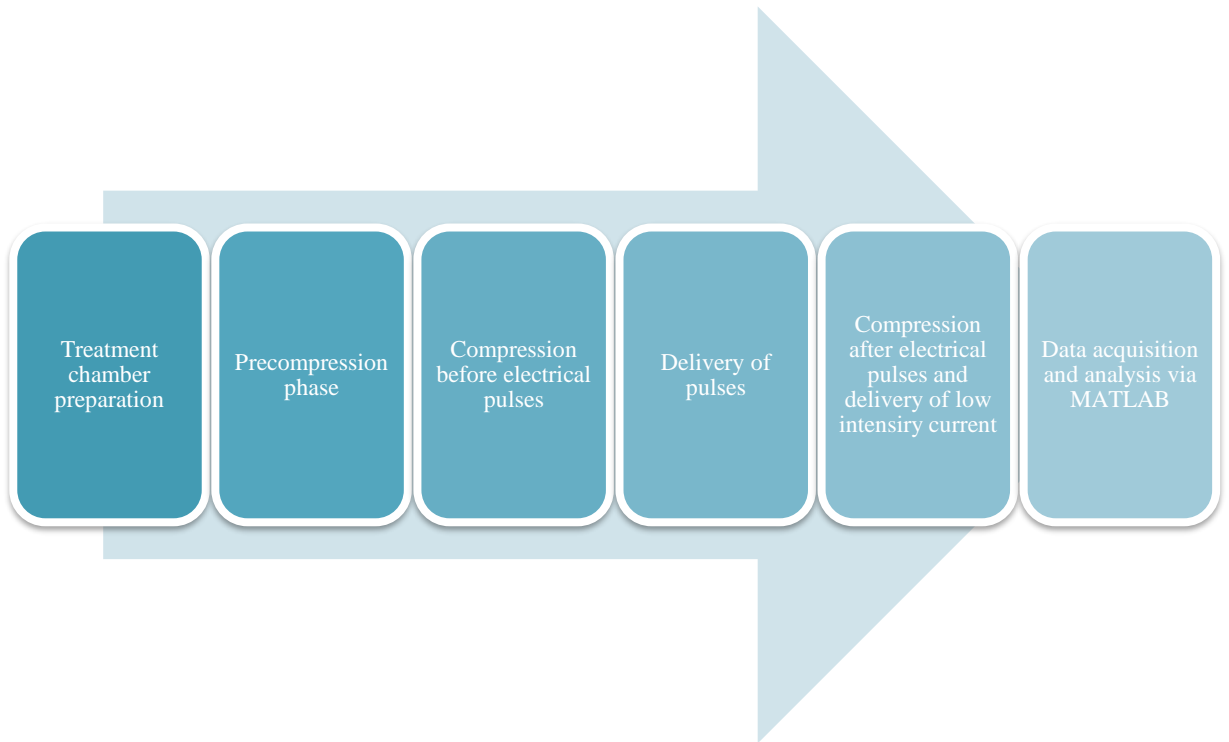 Treatment
chamber
preparation
Precompression
phase
Compression
before electrical
pulses
Delivery of
pulses
Compression
after electrical
pulses and
delivery of low
intensiry current
Data acquisition
and analysis via
MATLAB